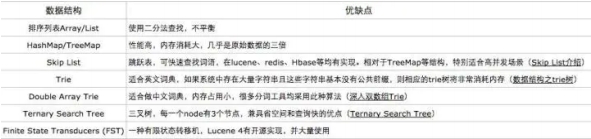 数据结构 优缺点
排序列表Array/List 使用二分法查找，不平衡
HashMap/TreeMap 性能高，内存消耗大，几乎是原始数据的三倍
Skip List 跳跃表，可快速查找词语，在lucene、redis、Hbase等均有实现。相对于TreeMap等结构，特别适合高并发场景（Skip List介绍）
Trie 适合英文词典，如果系统中存在大量字符串且这些字符串基本没有公共前缀，则相应的trie树将非常消耗内存（数据结构之trie树）
Double Array Trie 适合做中文词典，内存占用小，很多分词工具均采用此种算法（深入双数组Trie）
Ternary Search Tree 三叉树，每一个node有3个节点，兼具省空间和查询快的优点（Ternary Search Tree）
Finite State Transducers (FST) 一种有限状态转移机，Lucene 4有开源实现，并大量使用